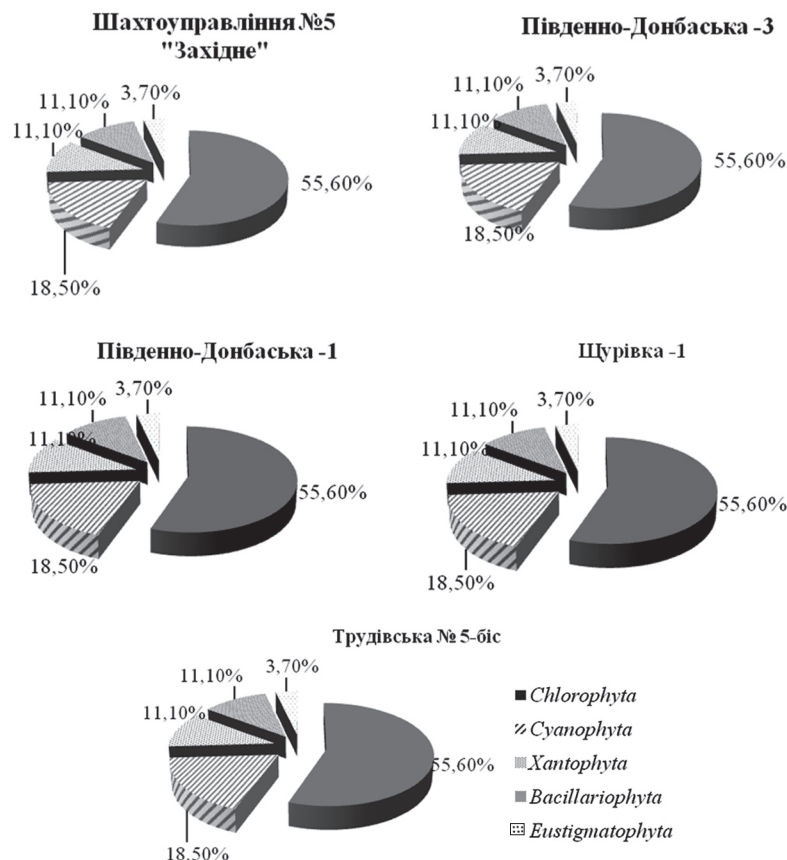 Шахтоуправління №5
"Західне"
3,70%
11,10%
11,10%
55,60%
18,50%
Південно-Донбаська -3
3,70%
11,10%
11,10%
55,60%
18,50%
Південно-Донбаська -1
3,70%
11,10%
11,10%
55,60%
18,50%
Щурівка -1
3,70%
11,10%
11,10%
55,60%
18,50%
Трудівська № 5-біс
3,70%
11,10%
11,10%
55,60%
18,50%
Chlorophyta
Cyanophyta
Xantophyta
Bacillariophyta
Eustigmatophyta